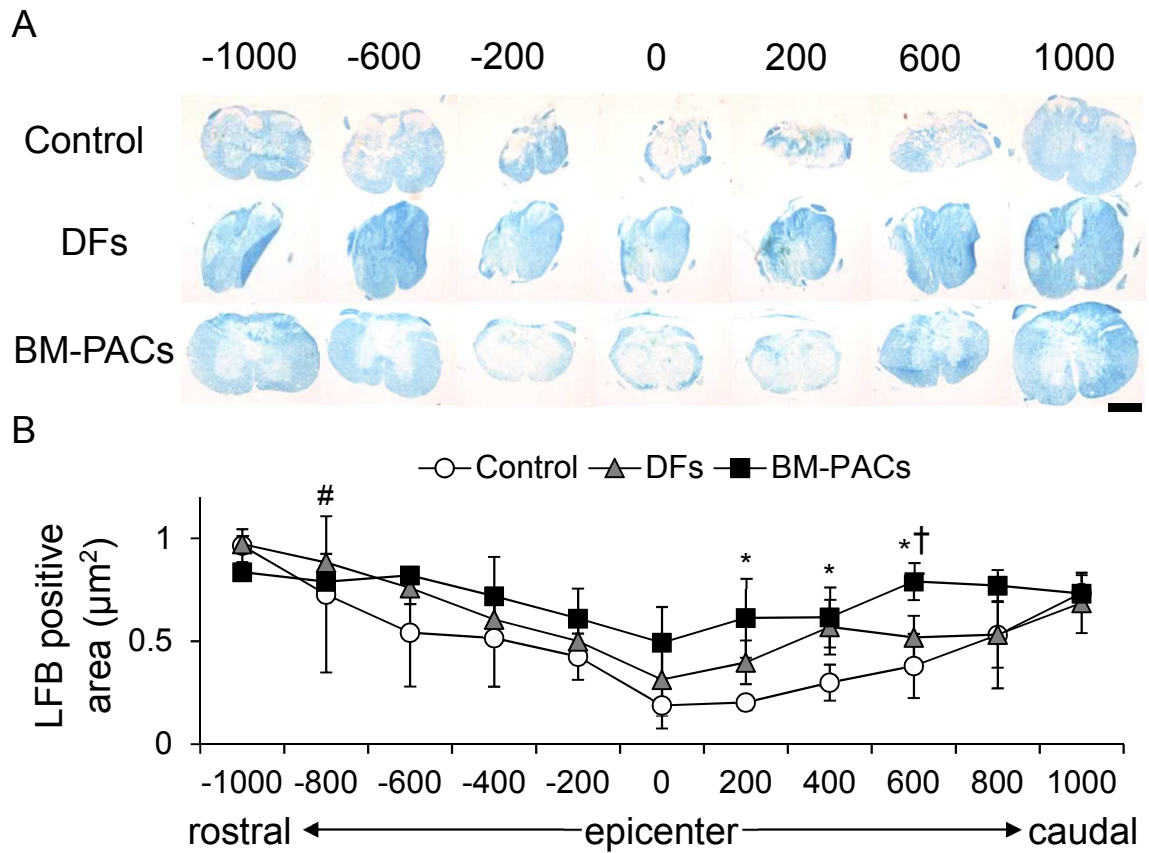 A
-1000 -600 -200 0 200 600 1000
Control
DFs
BM-PACs
B
Control DFs BM-PACs
LFB positive
area (µm²)
#
* * * †
1
0.5
0
-1000 -800 -600 -400 -200 0 200 400 600 800 1000
rostral epicenter caudal